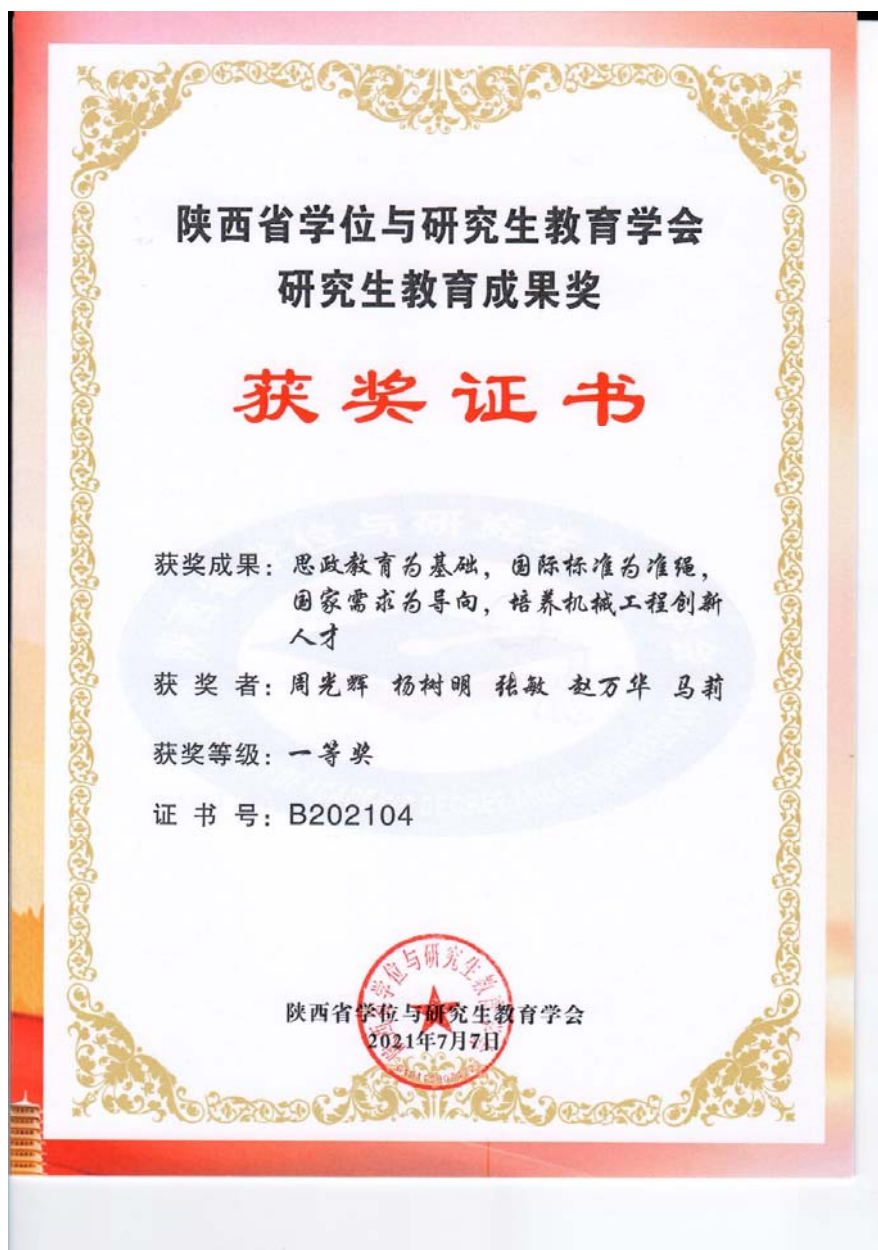 陕西省学位与研究生教育学会
研究生教育成果奖
获奖证书
获奖成果：思政教育为基础，国际标准为准绳，
国家需求为导向，培养机械工程创新
人才
获 奖 者：周光辉 杨树明 张敏 赵万华 马莉
获奖等级：一等奖
证 书 号：B202104
陕西省学位与研究生教育学会
2021年7月7日